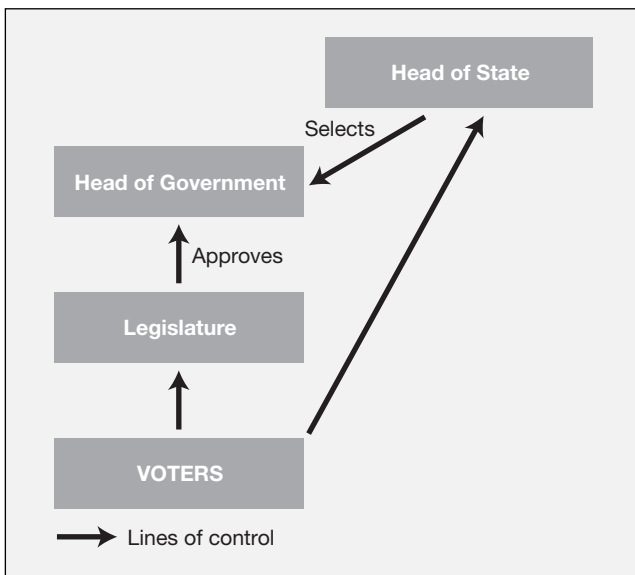 Head of State
Selects
Head of Government
Approves
Legislature
VOTERS
Lines of control